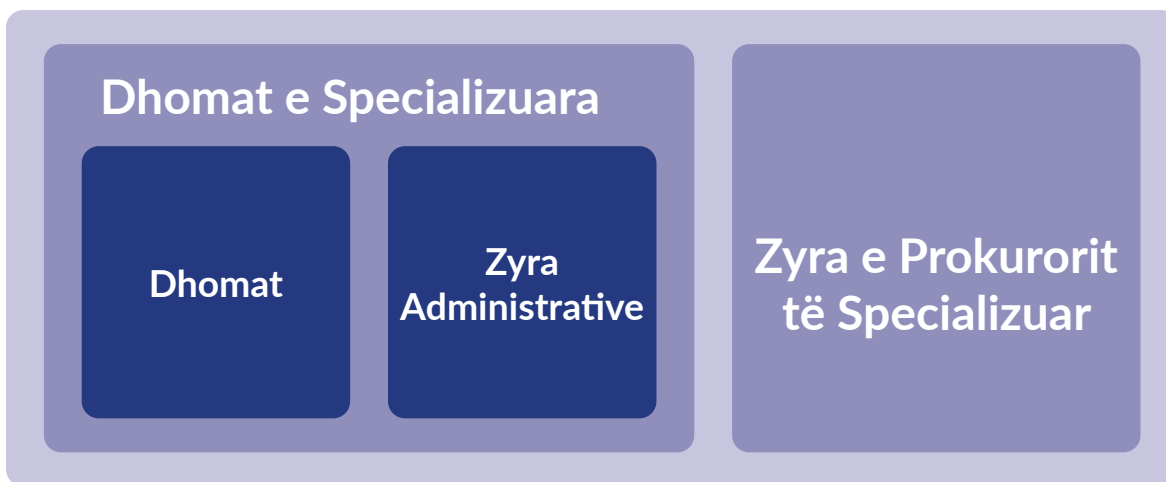 Dhomat e Specializuara
Dhomat
Zyra
Administrative
Zyra e Prokurorit
të Specializuar